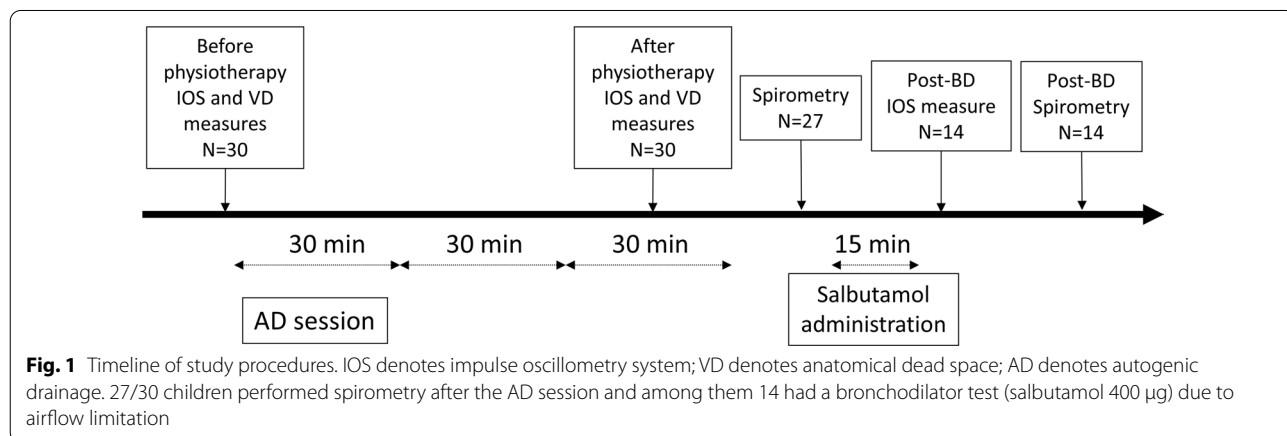 Before
physiotherapy
IOS and VD
measures
N=30
After
physiotherapy
IOS and VD
measures
N=30
Spirometry
N=27
Post-BD
IOS measure
N=14
Post-BD
Spirometry
N=14
30 min
30 min
30 min
15 min
AD session
Salbutamol
administration
Fig. 1 Timeline of study procedures. IOS denotes impulse oscillometry system; VD denotes anatomical dead space; AD denotes autogenic
drainage. 27/30 children performed spirometry after the AD session and among them 14 had a bronchodilator test (salbutamol 400 µg) due to
airflow limitation